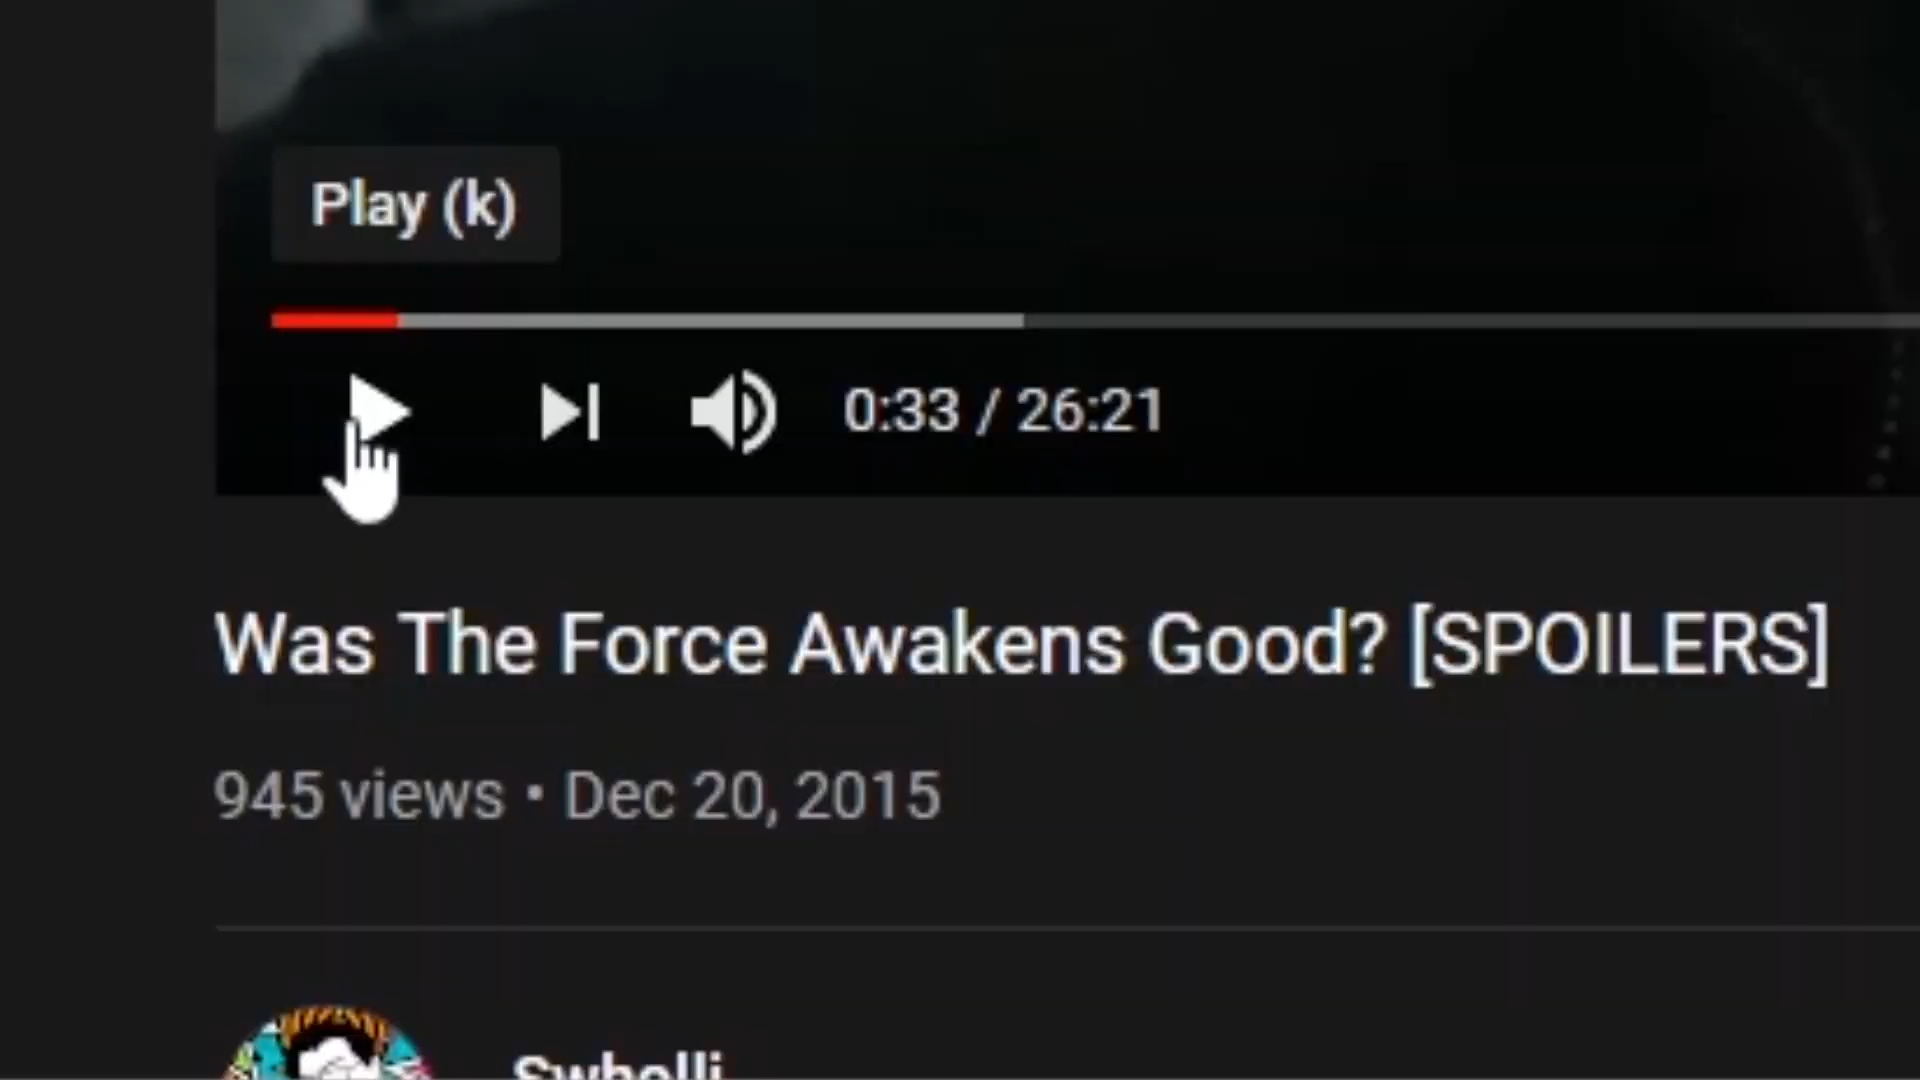 Play (k)
0:33 / 26:21
Was The Force Awakens Good? [SPOILERS]
945 views • Dec 20, 2015
Swholli